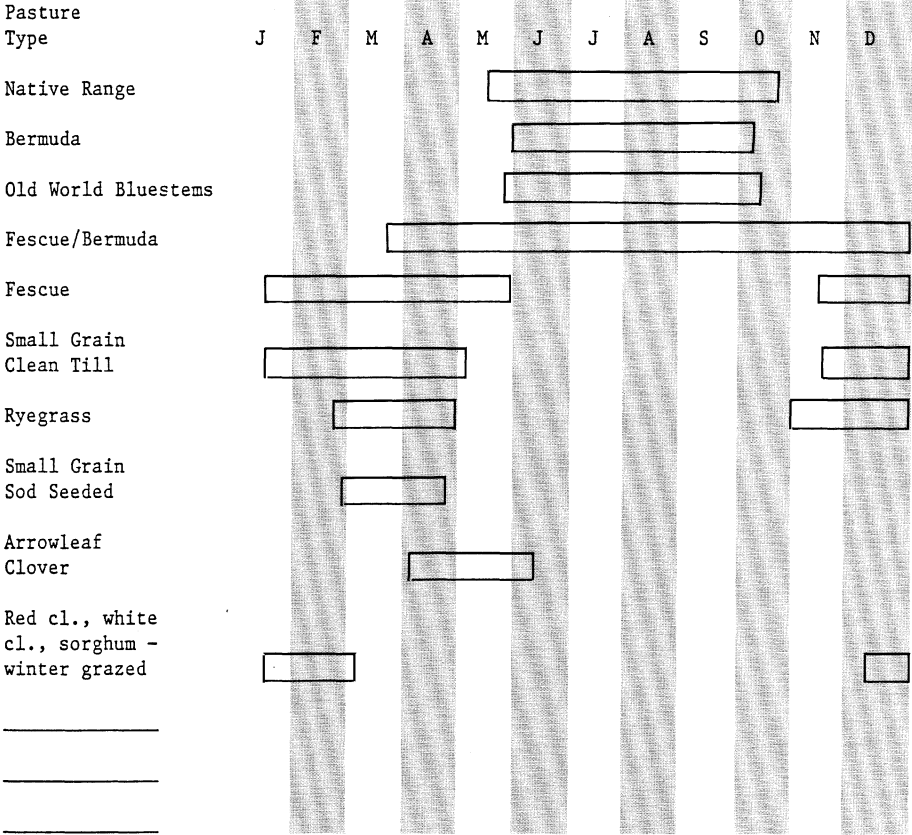 Pasture
Type J F M A M J J A S O N D
Native Range
Bermuda
Old World Bluestems
Fescue/Bermuda
Fescue
Small Grain
Clean Till
Ryegrass
Small Grain
Sod Seeded
Arrowleaf
Clover
Red cl., white
cl., sorghum –
winter grazed